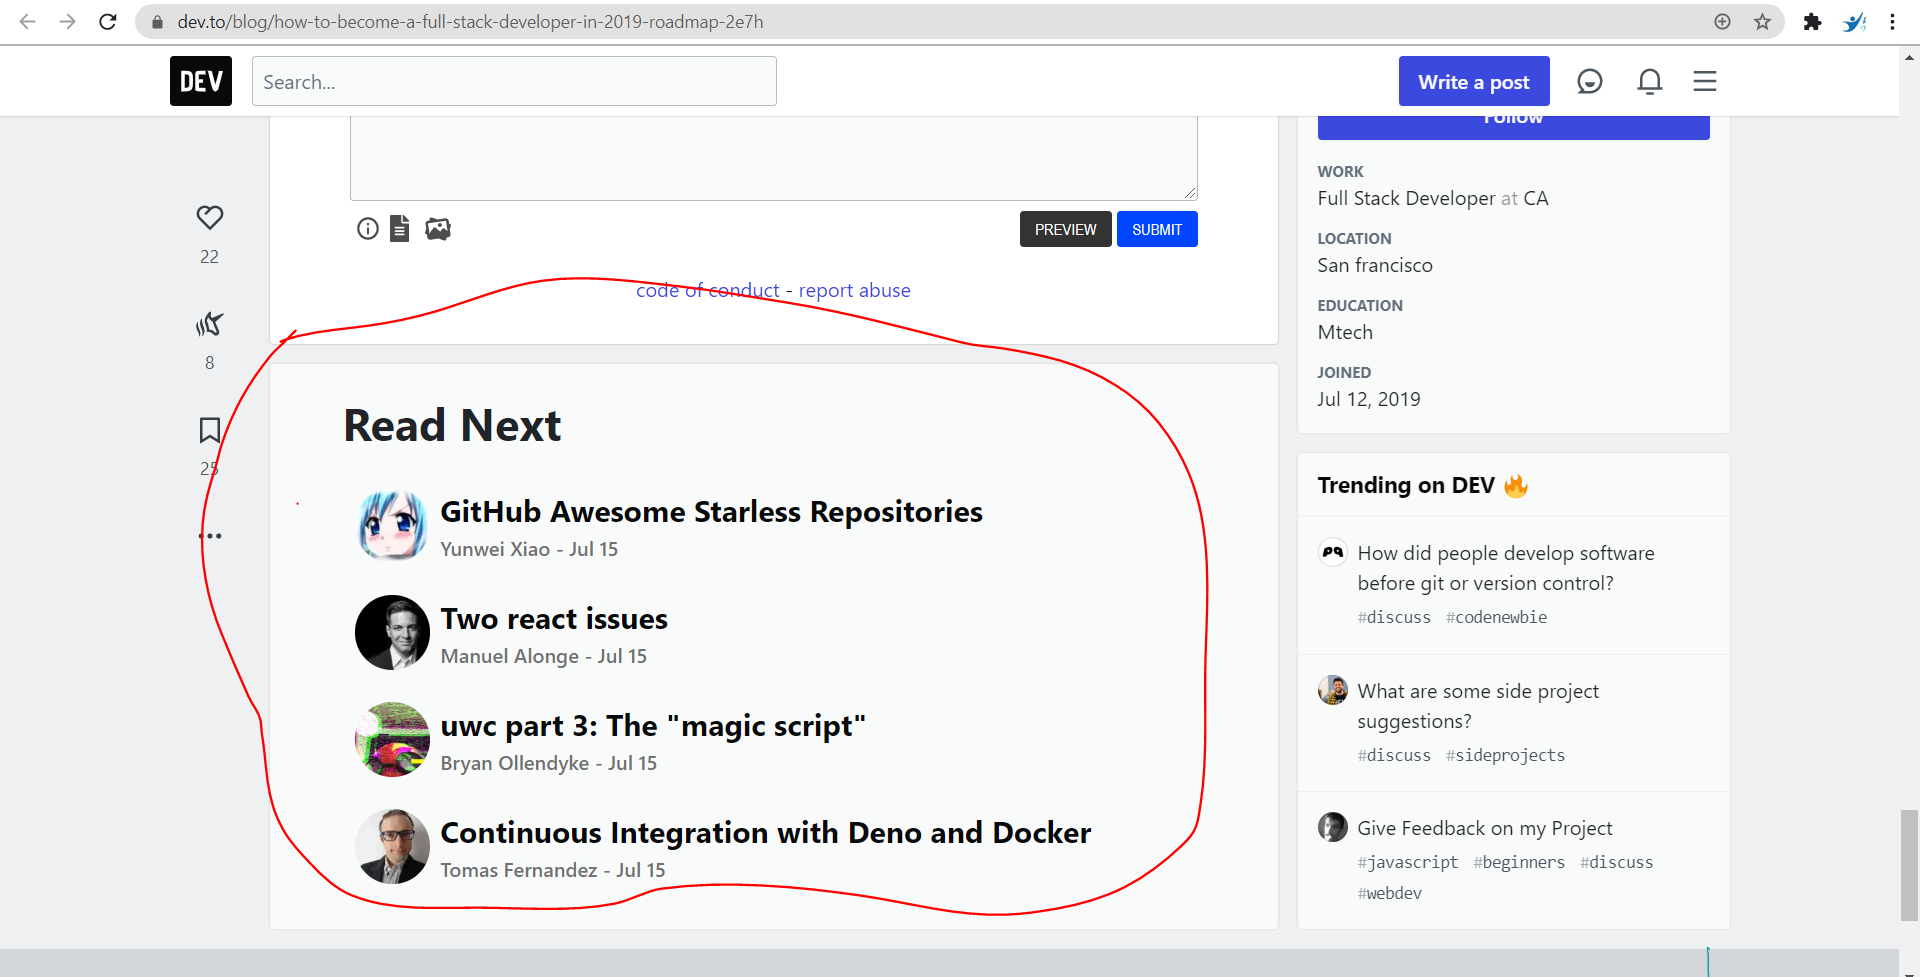 dev.to/blog/how-to-become-a-full-stack-developer-in-2019-roadmap-2e7h
DEV
Search...
Write a post
22
8
25
PREVIEW
SUBMIT
code of conduct - report abuse
Read Next
GitHub Awesome Starless Repositories
Yunwei Xiao - Jul 15
Two react issues
Manuel Alonge - Jul 15
uwc part 3: The "magic script"
Bryan Ollendyke - Jul 15
Continuous Integration with Deno and Docker
Tomas Fernandez - Jul 15
Follow
WORK
Full Stack Developer at CA
LOCATION
San francisco
EDUCATION
Mtech
JOINED
Jul 12, 2019
Trending on DEV
How did people develop software
before git or version control?
#discuss #codenewbie
What are some side project
suggestions?
#discuss #sideprojects
Give Feedback on my Project
#javascript #beginners #discuss
#webdev